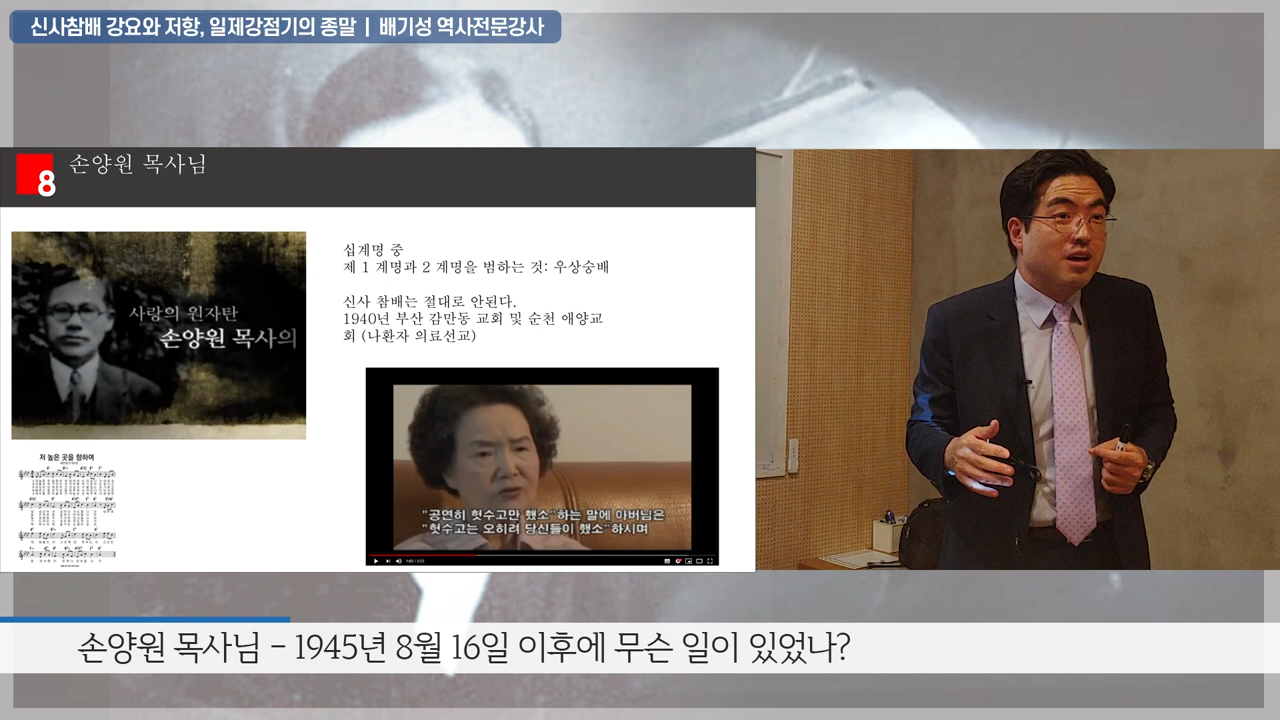 신사참배 강요와 저항, 일제강점기의 종말 | 배기성 역사전문강사
8
손양원 목사님
사랑의 원자탄
손양원 목사의
십계명 중
제 1 계명과 2 계명을 범하는 것: 우상숭배
신사 참배는 절대로 안된다.
1940년 부산 감만동 교회 및 순천 애양교
회 (나환자 의료선교)
저 높은 곳을 향하여
"공연히 헛수고만 했소"하는 말에 아버님은
"헛수고는 오히려 당신들이 했소"하시며
손양원 목사님 - 1945년 8월 16일 이후에 무슨 일이 있었나?